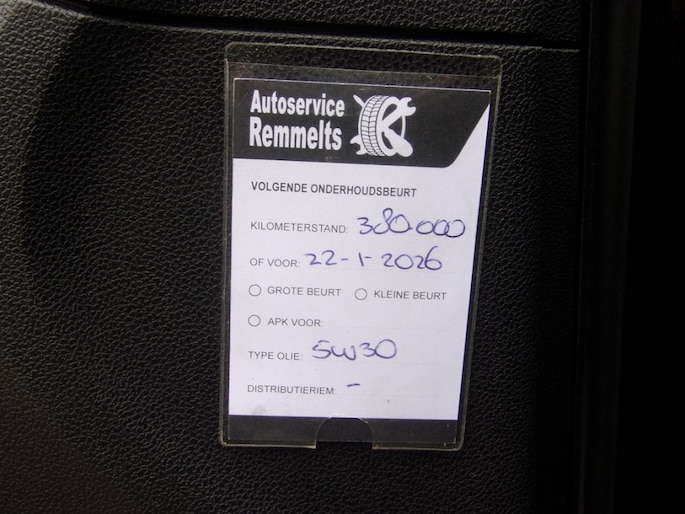 Autoservice
Remmelts
VOLGENDE ONDERHOUDSBEURT
KILOMETERSTAND: 380.000
OF VOOR: 22-1-2026
GROTE BEURT KLEINE BEURT
APK VOOR:
TYPE OLIE: 5W30
DISTRIBUTIERIEM: -